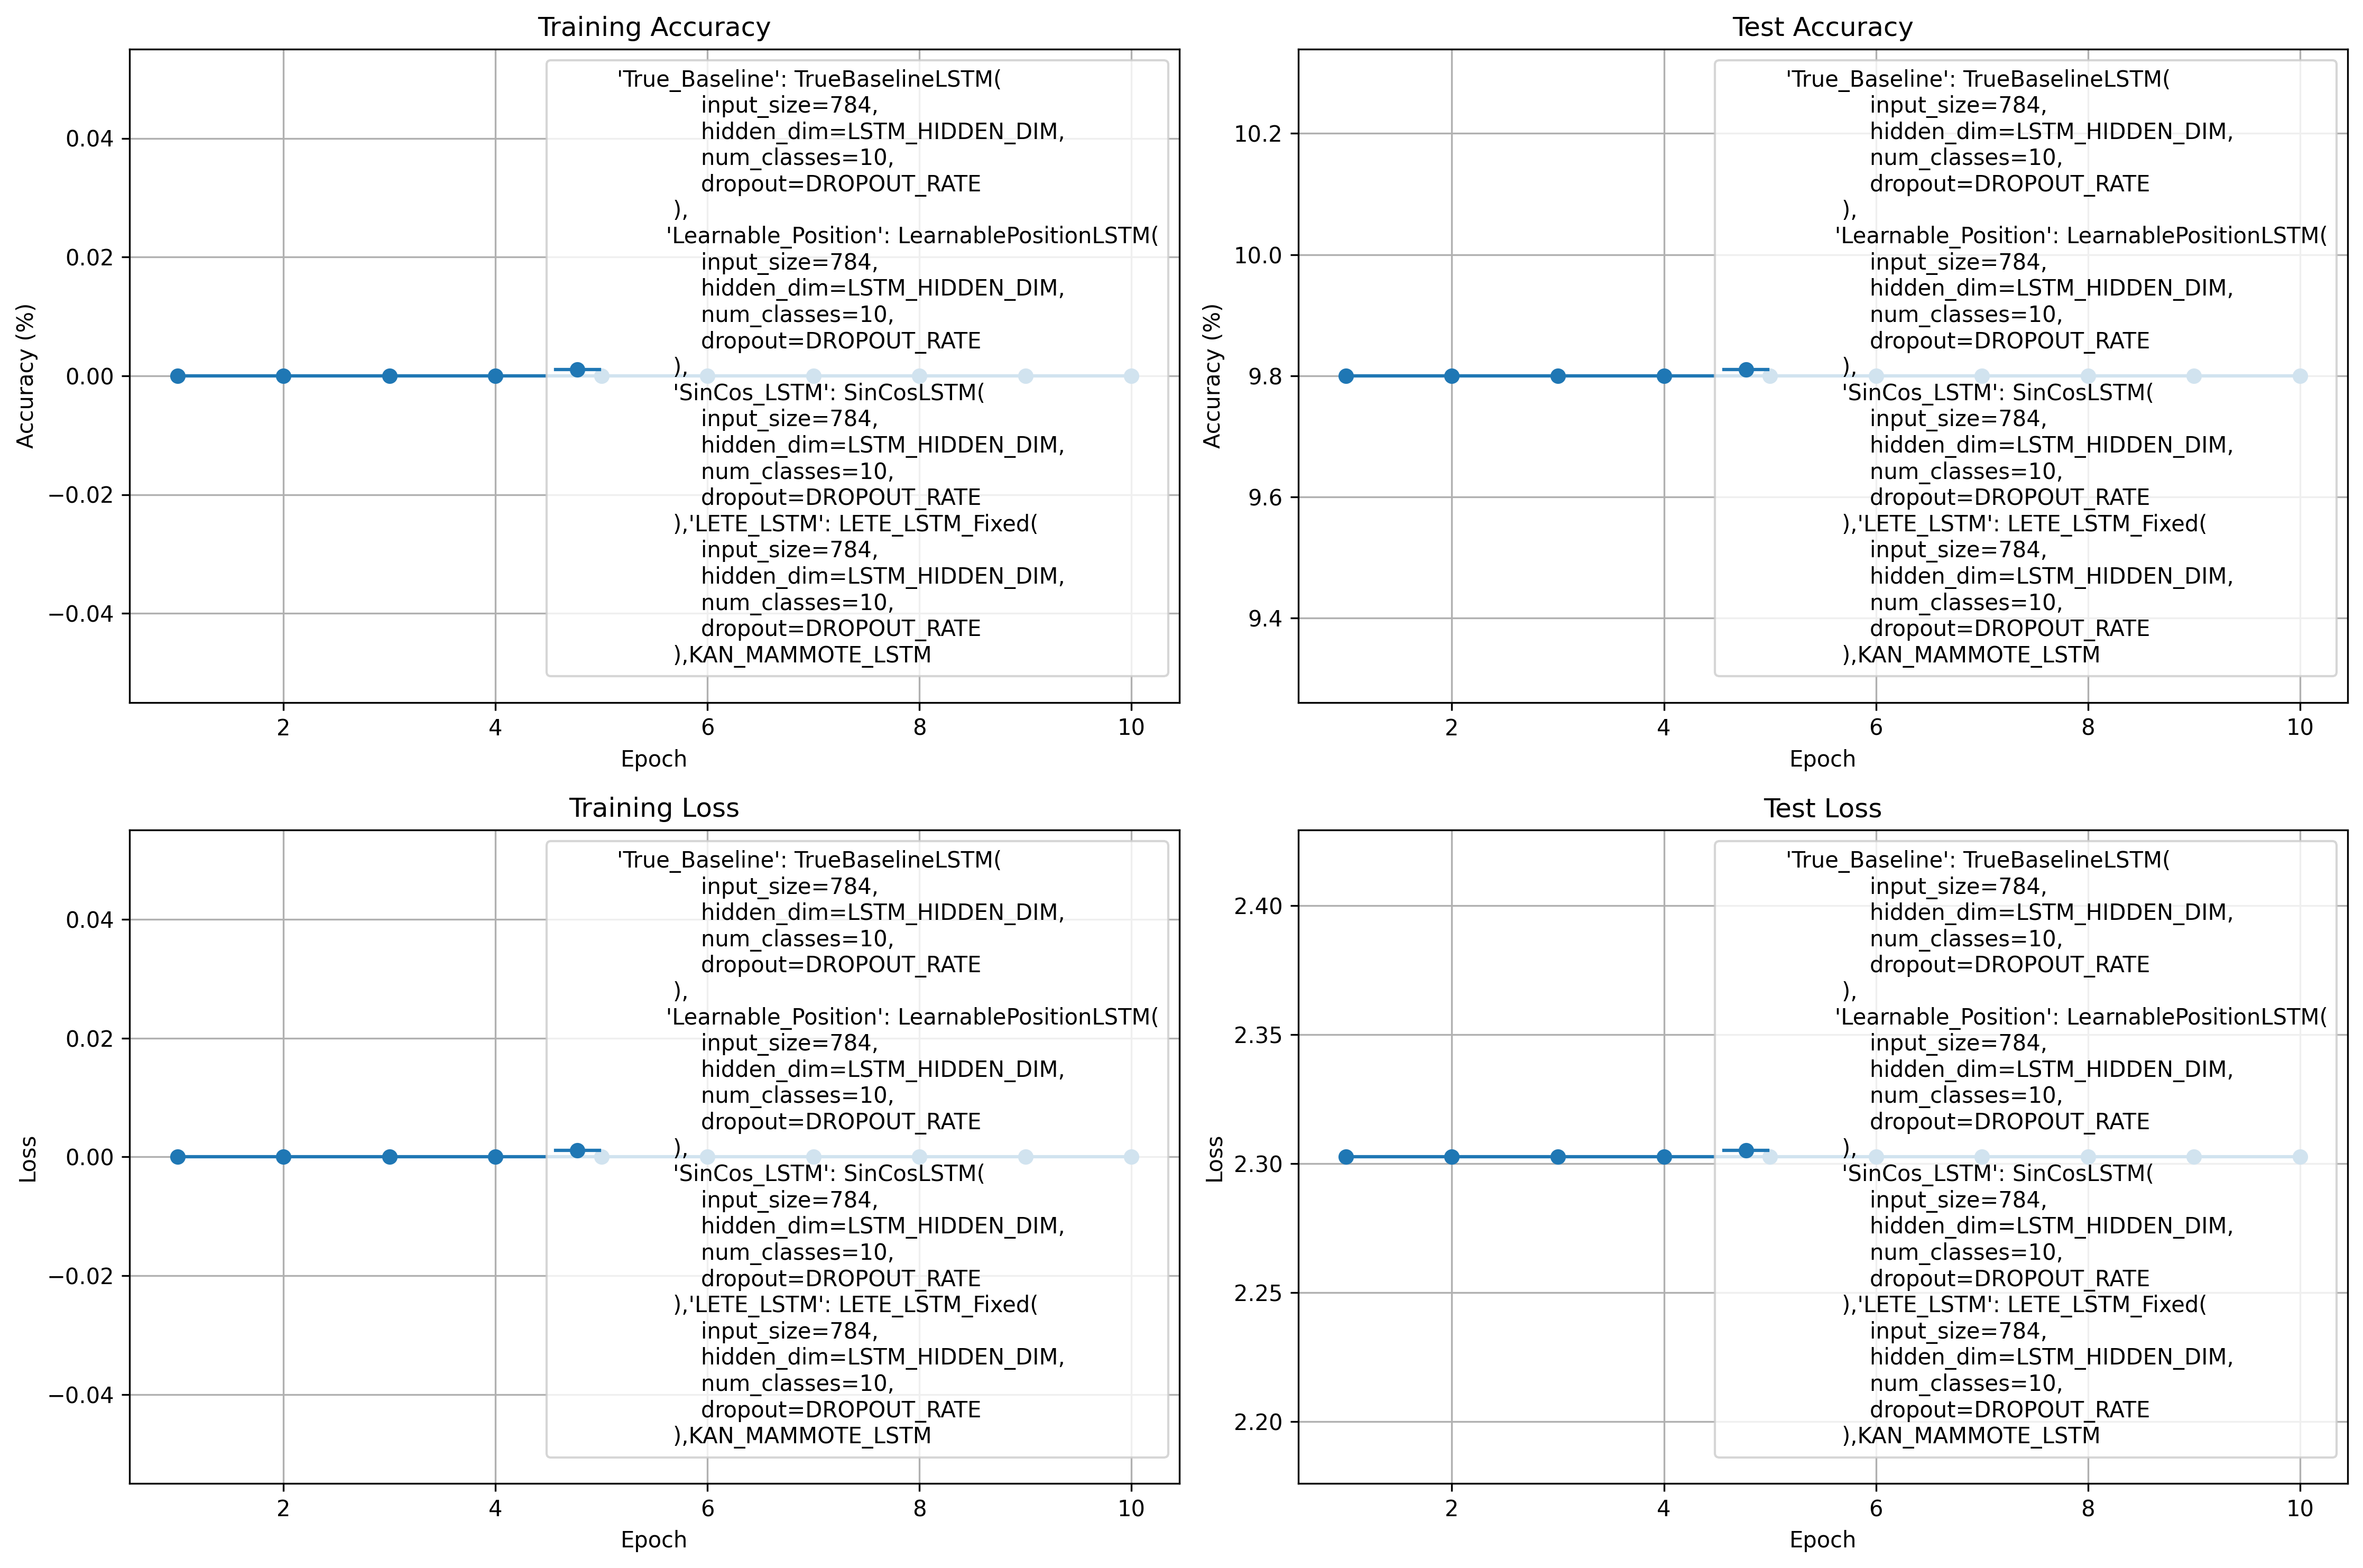 Training Accuracy
Accuracy (%)
0.04
0.02
0.00
−0.02
−0.04
'True_Baseline': TrueBaselineLSTM(
input_size=784,
hidden_dim=LSTM_HIDDEN_DIM,
num_classes=10,
dropout=DROPOUT_RATE
),
'Learnable_Position': LearnablePositionLSTM(
input_size=784,
hidden_dim=LSTM_HIDDEN_DIM,
num_classes=10,
dropout=DROPOUT_RATE
),
'SinCos_LSTM': SinCosLSTM(
input_size=784,
hidden_dim=LSTM_HIDDEN_DIM,
num_classes=10,
dropout=DROPOUT_RATE
),'LETE_LSTM': LETE_LSTM_Fixed(
input_size=784,
hidden_dim=LSTM_HIDDEN_DIM,
num_classes=10,
dropout=DROPOUT_RATE
),KAN_MAMMOTE_LSTM
2 4 6 8 10
Epoch
Test Accuracy
Accuracy (%)
10.2
10.0
9.8
9.6
9.4
'True_Baseline': TrueBaselineLSTM(
input_size=784,
hidden_dim=LSTM_HIDDEN_DIM,
num_classes=10,
dropout=DROPOUT_RATE
),
'Learnable_Position': LearnablePositionLSTM(
input_size=784,
hidden_dim=LSTM_HIDDEN_DIM,
num_classes=10,
dropout=DROPOUT_RATE
),
'SinCos_LSTM': SinCosLSTM(
input_size=784,
hidden_dim=LSTM_HIDDEN_DIM,
num_classes=10,
dropout=DROPOUT_RATE
),'LETE_LSTM': LETE_LSTM_Fixed(
input_size=784,
hidden_dim=LSTM_HIDDEN_DIM,
num_classes=10,
dropout=DROPOUT_RATE
),KAN_MAMMOTE_LSTM
2 4 6 8 10
Epoch
Training Loss
Loss
0.04
0.02
0.00
−0.02
−0.04
'True_Baseline': TrueBaselineLSTM(
input_size=784,
hidden_dim=LSTM_HIDDEN_DIM,
num_classes=10,
dropout=DROPOUT_RATE
),
'Learnable_Position': LearnablePositionLSTM(
input_size=784,
hidden_dim=LSTM_HIDDEN_DIM,
num_classes=10,
dropout=DROPOUT_RATE
),
'SinCos_LSTM': SinCosLSTM(
input_size=784,
hidden_dim=LSTM_HIDDEN_DIM,
num_classes=10,
dropout=DROPOUT_RATE
),'LETE_LSTM': LETE_LSTM_Fixed(
input_size=784,
hidden_dim=LSTM_HIDDEN_DIM,
num_classes=10,
dropout=DROPOUT_RATE
),KAN_MAMMOTE_LSTM
2 4 6 8 10
Epoch
Test Loss
Loss
2.40
2.35
2.30
2.25
2.20
'True_Baseline': TrueBaselineLSTM(
input_size=784,
hidden_dim=LSTM_HIDDEN_DIM,
num_classes=10,
dropout=DROPOUT_RATE
),
'Learnable_Position': LearnablePositionLSTM(
input_size=784,
hidden_dim=LSTM_HIDDEN_DIM,
num_classes=10,
dropout=DROPOUT_RATE
),
'SinCos_LSTM': SinCosLSTM(
input_size=784,
hidden_dim=LSTM_HIDDEN_DIM,
num_classes=10,
dropout=DROPOUT_RATE
),'LETE_LSTM': LETE_LSTM_Fixed(
input_size=784,
hidden_dim=LSTM_HIDDEN_DIM,
num_classes=10,
dropout=DROPOUT_RATE
),KAN_MAMMOTE_LSTM
2 4 6 8 10
Epoch